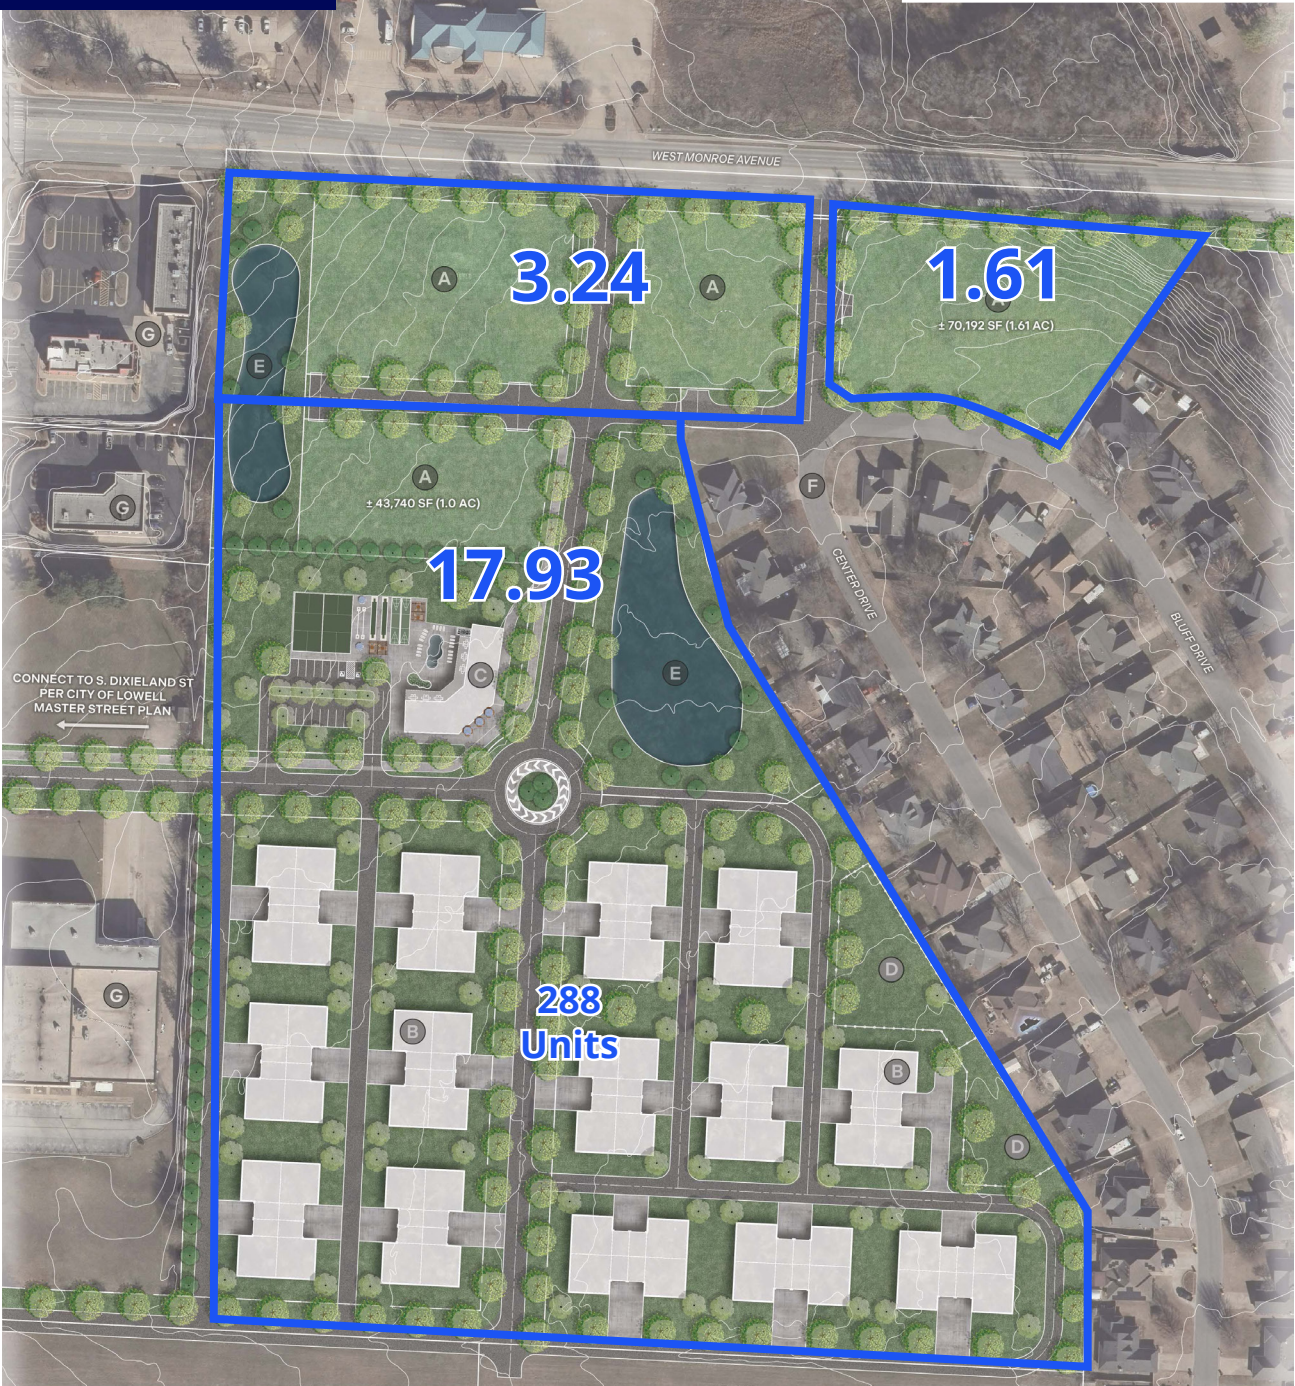 WEST MONROE AVENUE
3.24
1.61
A
A
A
± 70,192 SF (1.61 AC)
G
E
A
± 43,740 SF (1.0 AC)
F
G
17.93
CENTER DRIVE
BLUFF DRIVE
CONNECT TO S. DIXIELAND ST
PER CITY OF LOWELL
MASTER STREET PLAN
C
E
D
G
288
Units
B
B
D